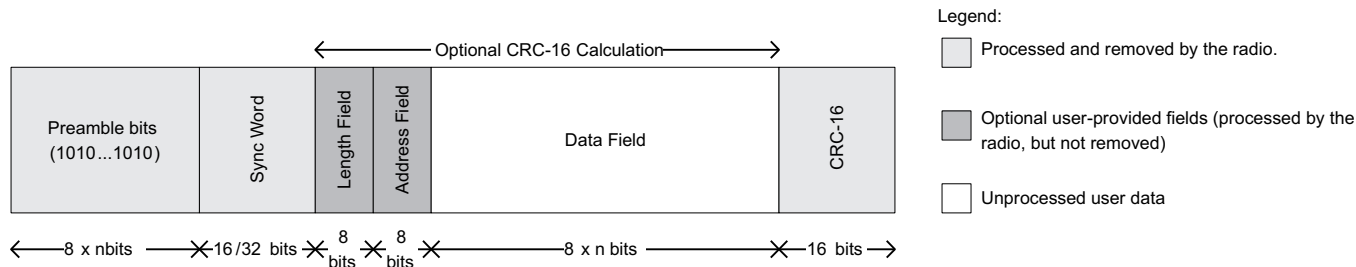 Legend:
Optional CRC-16 Calculation
Processed and removed by the radio.
Preamble bits
(1010...1010)
Sync Word
Length Field
Address Field
Data Field
CRC-16
Optional user-provided fields (processed by the
radio, but not removed)
Unprocessed user data
8 x nbits
16/32 bits
8
bits
8
bits
8 x n bits
16 bits